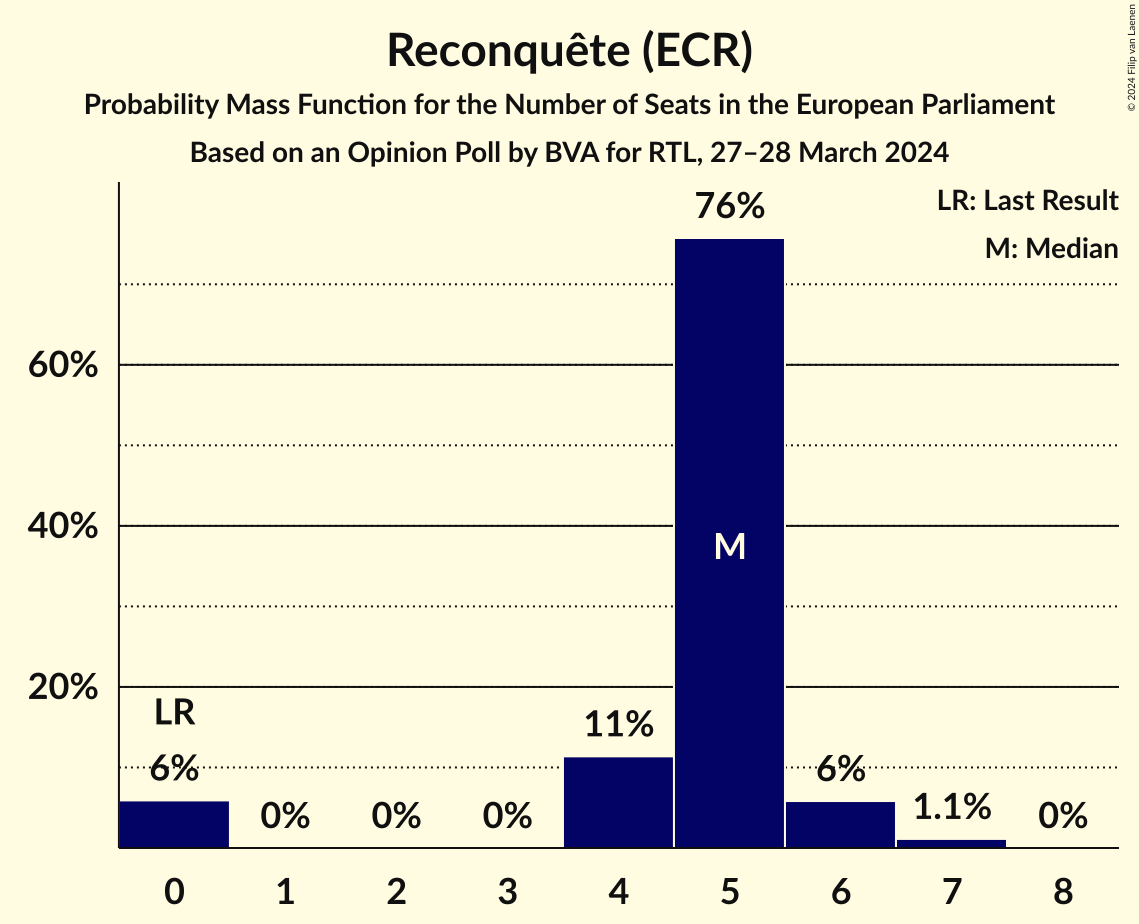 Reconquête (ECR)
Probability Mass Function for the Number of Seats in the European Parliament
Based on an Opinion Poll by BVA for RTL, 27–28 March 2024
© 2024 Filip van Laenen
LR: Last Result
M: Median
76%
60%
40%
M
20%
LR
11%
6%
6%
1.1%
0%
0%
0%
0%
0 1 2 3 4 5 6 7 8